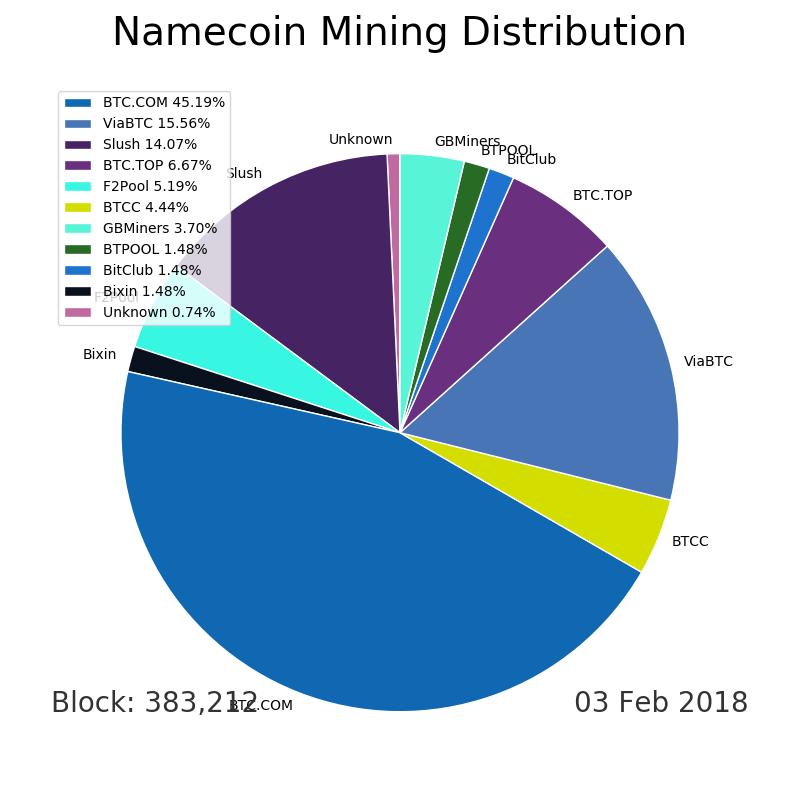 Namecoin Mining Distribution
BTC.COM 45.19%
ViaBTC 15.56%
Slush 14.07%
BTC.TOP 6.67%
F2Pool 5.19%
BTCC 4.44%
GBMiners 3.70%
BTPOOL 1.48%
BitClub 1.48%
Bixin 1.48%
Unknown 0.74%
Unknown
GBMiners
BTPOOL
BitClub
Slush
BTC.TOP
F2Pool
Bixin
ViaBTC
BTCC
BTC.COM
Block: 383,212
03 Feb 2018